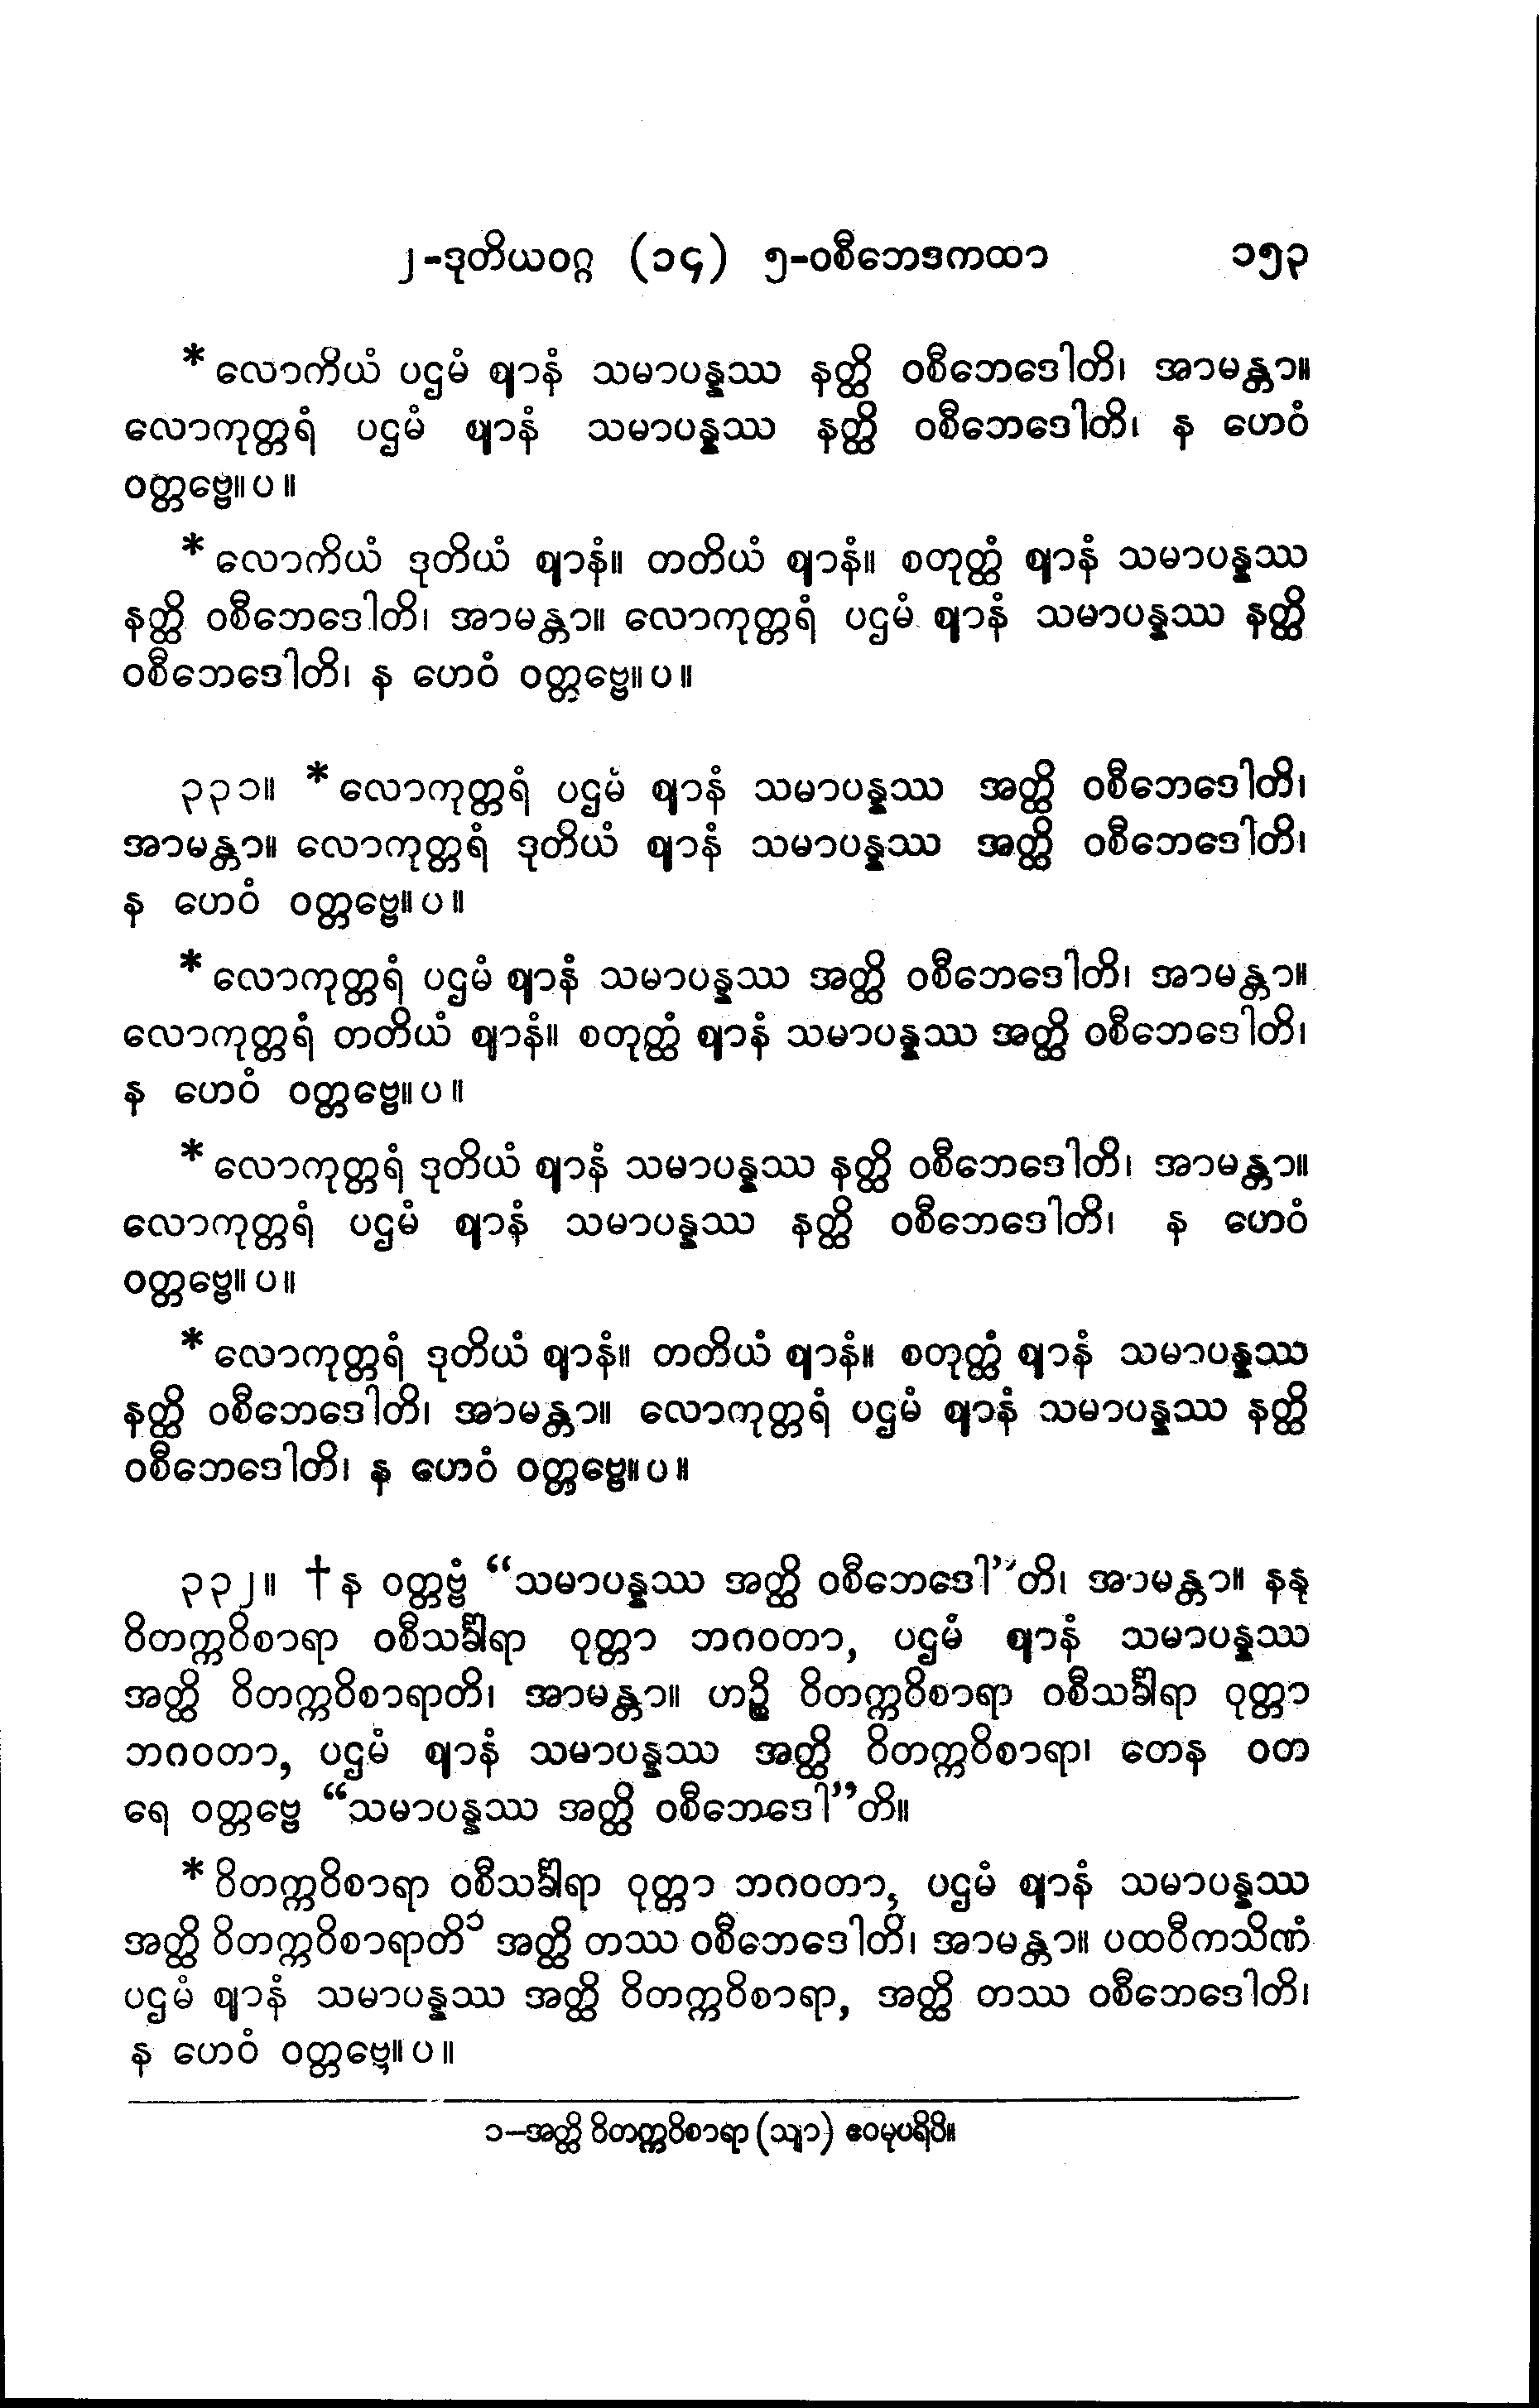 ၂-ဒုတိယဝဂ္ဂ (၁၄) ၅-ဝစီဘေဒကထာ ၁၅၃
* လောကိယံ ပဌမံ ဈာနံ သမာပန္နဿ နတ္ထိ ဝစီဘေဒေါတိ၊ အာမန္တာ။
လောကုတ္တရံ ပဌမံ ဈာနံ သမာပန္နဿ နတ္ထိ ဝစီဘေဒေါတိ၊ န ဟေဝံ
ဝတ္တဗ္ဗေ။ပ။
* လောကိယံ ဒုတိယံ ဈာနံ။ တတိယံ ဈာနံ။ စတုတ္ထံ ဈာနံ သမာပန္နဿ
နတ္ထိ ဝစီဘေဒေါတိ၊ အာမန္တာ။ လောကုတ္တရံ ပဌမံ ဈာနံ သမာပန္နဿ နတ္ထိ
ဝစီဘေဒေါတိ၊ န ဟေဝံ ဝတ္တဗ္ဗေ။ပ။
၃၃၁။ * လောကုတ္တရံ ပဌမံ ဈာနံ သမာပန္နဿ အတ္ထိ ဝစီဘေဒေါတိ၊
အာမန္တာ။ လောကုတ္တရံ ဒုတိယံ ဈာနံ သမာပန္နဿ အတ္ထိ ဝစီဘေဒေါတိ၊
န ဟေဝံ ဝတ္တဗ္ဗေ။ပ။
* လောကုတ္တရံ ပဌမံ ဈာနံ သမာပန္နဿ အတ္ထိ ဝစီဘေဒေါတိ၊ အာမန္တာ။
လောကုတ္တရံ တတိယံ ဈာနံ။ စတုတ္ထံ ဈာနံ သမာပန္နဿ အတ္ထိ ဝစီဘေဒေါတိ၊
န ဟေဝံ ဝတ္တဗ္ဗေ။ပ။
* လောကုတ္တရံ ဒုတိယံ ဈာနံ သမာပန္နဿ နတ္ထိ ဝစီဘေဒေါတိ၊ အာမန္တာ။
လောကုတ္တရံ ပဌမံ ဈာနံ သမာပန္နဿ နတ္ထိ ဝစီဘေဒေါတိ၊ န ဟေဝံ
ဝတ္တဗ္ဗေ။ပ။
* လောကုတ္တရံ ဒုတိယံ ဈာနံ။ တတိယံ ဈာနံ။ စတုတ္ထံ ဈာနံ သမာပန္နဿ
နတ္ထိ ဝစီဘေဒေါတိ၊ အာမန္တာ။ လောကုတ္တရံ ပဌမံ ဈာနံ သမာပန္နဿ နတ္ထိ
ဝစီဘေဒေါတိ၊ န ဟေဝံ ဝတ္တဗ္ဗေ။ပ။
၃၃၂။ † န ဝတ္တဗ္ဗံ “သမာပန္နဿ အတ္ထိ ဝစီဘေဒေါ”တိ၊ အာမန္တာ။ နနု
ဝိတက္ကဝိစာရာ ဝစီသင်္ခါရာ ဝုတ္တာ ဘဂဝတာ, ပဌမံ ဈာနံ သမာပန္နဿ
အတ္ထိ ဝိတက္ကဝိစာရာတိ၊ အာမန္တာ။ ဟဉ္စိ ဝိတက္ကဝိစာရာ ဝစီသင်္ခါရာ ဝုတ္တာ
ဘဂဝတာ, ပဌမံ ဈာနံ သမာပန္နဿ အတ္ထိ ဝိတက္ကဝိစာရာ၊ တေန ဝတ
ရေ ဝတ္တဗ္ဗေ “သမာပန္နဿ အတ္ထိ ဝစီဘေဒေါ”တိ။
* ဝိတက္ကဝိစာရာ ဝစီသင်္ခါရာ ဝုတ္တာ ဘဂဝတာ, ပဌမံ ဈာနံ သမာပန္နဿ
အတ္ထိ ဝိတက္ကဝိစာရာတိ၁ အတ္ထိ တဿ ဝစီဘေဒေါတိ၊ အာမန္တာ။ ပထဝီကသိဏံ
ပဌမံ ဈာနံ သမာပန္နဿ အတ္ထိ ဝိတက္ကဝိစာရာ, အတ္ထိ တဿ ဝစီဘေဒေါတိ၊
န ဟေဝံ ဝတ္တဗ္ဗေ။ပ။
၁-အတ္ထိ ဝိတက္ကဝိစာရာ (သျာ) ဧဝမုပရိပိ။